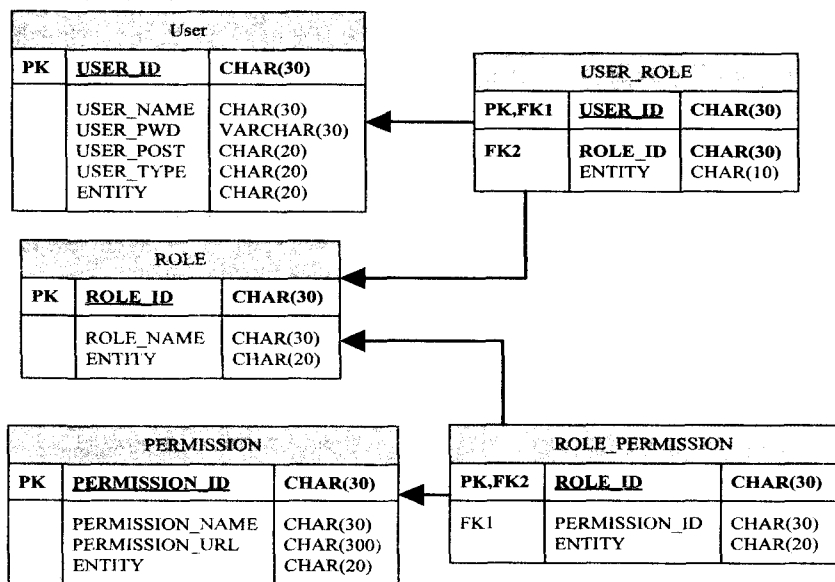 User
PK USER_ID CHAR(30)
USER_NAME CHAR(30)
USER_PWD VARCHAR(30)
USER_POST CHAR(20)
USER_TYPE CHAR(20)
ENTITY CHAR(20)
USER_ROLE
PK,FK1 USER_ID CHAR(30)
FK2 ROLE_ID CHAR(30)
ENTITY CHAR(10)
ROLE
PK ROLE_ID CHAR(30)
ROLE_NAME CHAR(30)
ENTITY CHAR(20)
PERMISSION
PK PERMISSION_ID CHAR(30)
PERMISSION_NAME CHAR(30)
PERMISSION_URL CHAR(300)
ENTITY CHAR(20)
ROLE_PERMISSION
PK,FK2 ROLE_ID CHAR(30)
FK1 PERMISSION_ID CHAR(30)
ENTITY CHAR(20)